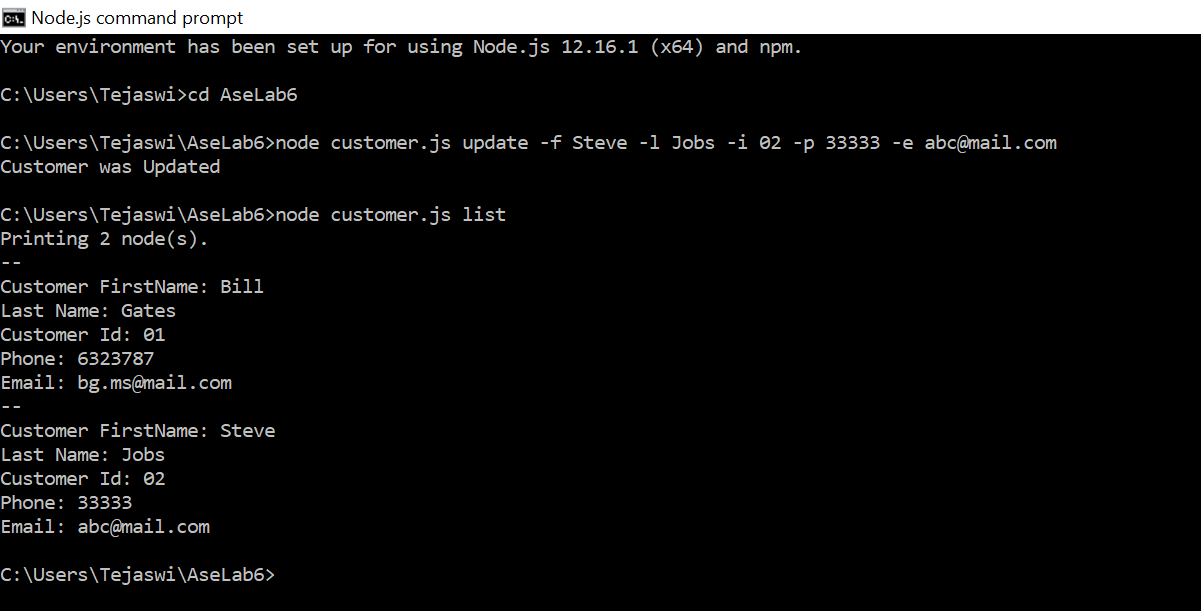 Node.js command prompt
Your environment has been set up for using Node.js 12.16.1 (x64) and npm.
C:\Users\Tejaswi>cd AseLab6
C:\Users\Tejaswi\AseLab6>node customer.js update -f Steve -l Jobs -i 02 -p 33333 -e abc@mail.com
Customer was Updated
C:\Users\Tejaswi\AseLab6>node customer.js list
Printing 2 node(s).
--
Customer FirstName: Bill
Last Name: Gates
Customer Id: 01
Phone: 6323787
Email: bg.ms@mail.com
--
Customer FirstName: Steve
Last Name: Jobs
Customer Id: 02
Phone: 33333
Email: abc@mail.com
C:\Users\Tejaswi\AseLab6>